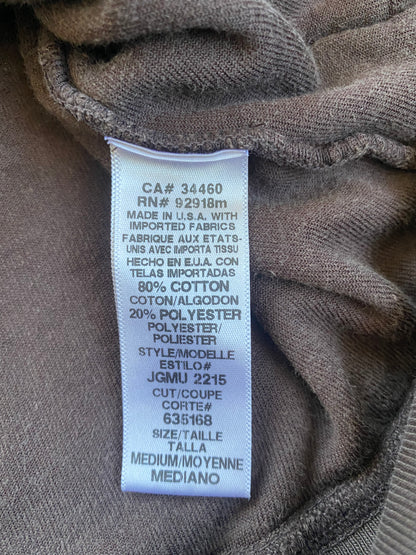 CA# 34460
RN# 92918m
MADE IN U.S.A. WITH
IMPORTED FABRICS
FABRIQUE AUX ETATS-
UNIS AVEC IMPORTA TISSU
HECHO EN E.U.A. CON
TELAS IMPORTADAS
80% COTTON
COTON/ALGODON
20% POLYESTER
POLYESTER/
POLIESTER
STYLE/MODELLE
ESTILO#
JGMU 2215
CUT/COUPE
CORTE#
635168
SIZE/TAILLE
TALLA
MEDIUM/MOYENNE
MEDIANO